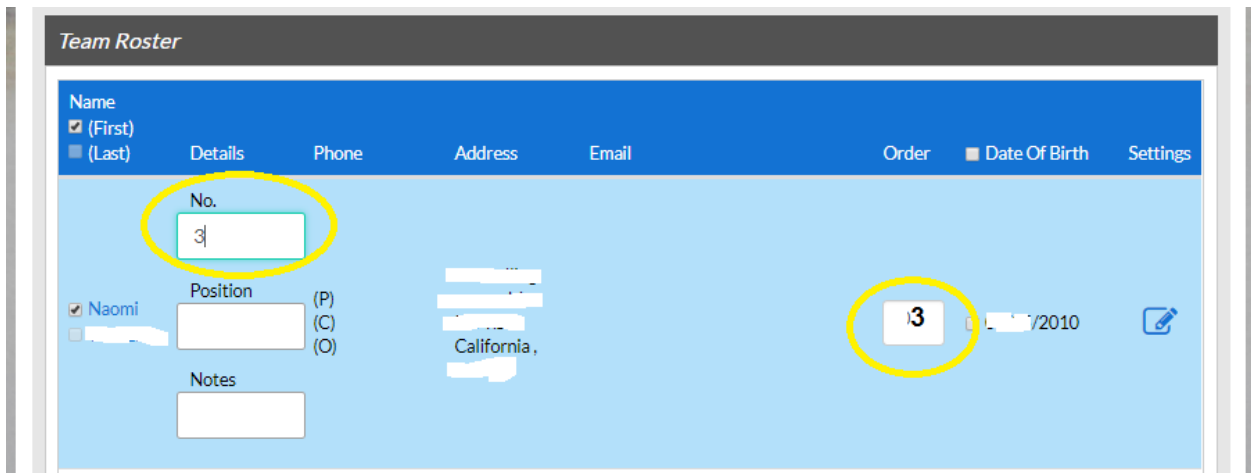 Team Roster
Name
(First)
(Last) Details Phone Address Email Order Date Of Birth Settings
No.
3
Position
Naomi
(P)
(C)
(O)
California ,
3
/2010
Notes